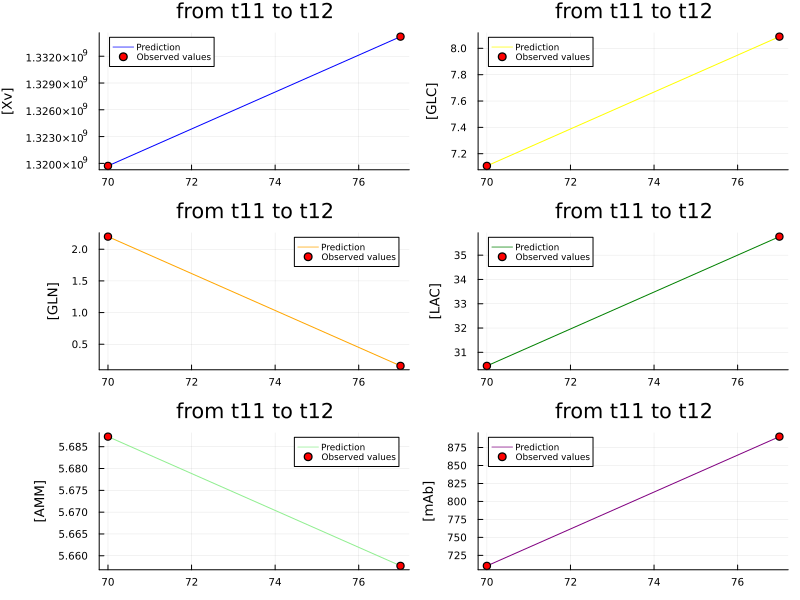 from t11 to t12
[Xv]
1.3320×10⁹
1.3290×10⁹
1.3260×10⁹
1.3230×10⁹
1.3200×10⁹
Prediction
Observed values
70 72 74 76
from t11 to t12
[GLC]
8.0
7.8
7.6
7.4
7.2
Prediction
Observed values
70 72 74 76
from t11 to t12
[GLN]
2.0
1.5
1.0
0.5
Prediction
Observed values
70 72 74 76
from t11 to t12
[LAC]
35
34
33
32
31
Prediction
Observed values
70 72 74 76
from t11 to t12
[AMM]
5.685
5.680
5.675
5.670
5.665
5.660
Prediction
Observed values
70 72 74 76
from t11 to t12
[mAb]
875
850
825
800
775
750
725
Prediction
Observed values
70 72 74 76